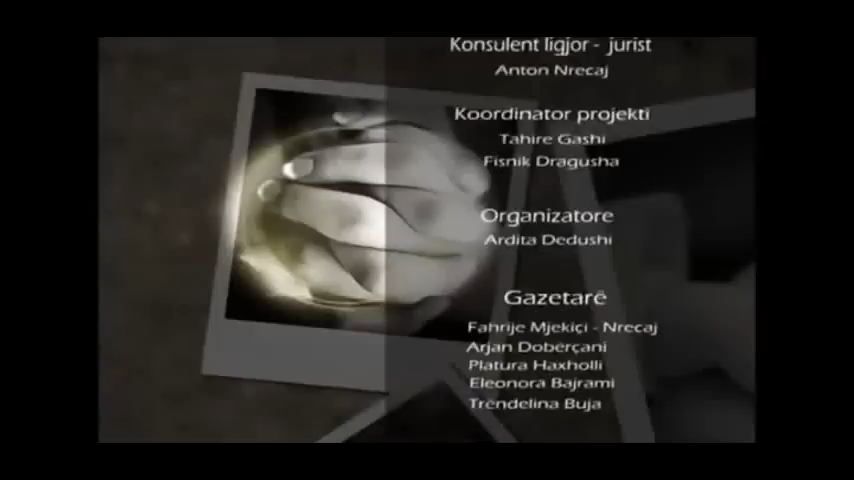 Konsulent ligjor - jurist
Anton Nrecaj
Koordinator projekti
Tahire Gashi
Fisnik Dragusha
Organizatore
Ardita Dedushi
Gazetarë
Fahrije Mjekiçi - Nrecaj
Arjan Doberçani
Platura Haxholli
Eleonora Bajrami
Trëndelina Buja